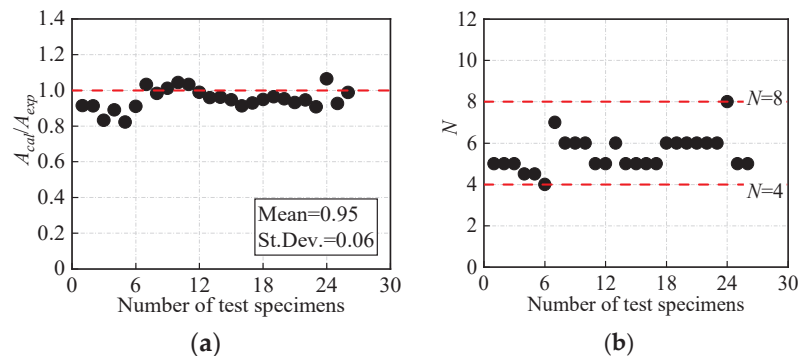 1.4
1.2
1.0
0.8
0.6
0.4
0.2
0
A_cal/A_exp
Mean=0.95
St.Dev.=0.06
0 6 12 18 24 30
Number of test specimens
(a)
12
10
8
6
4
2
0
N
N=8
N=4
0 6 12 18 24 30
Number of test specimens
(b)